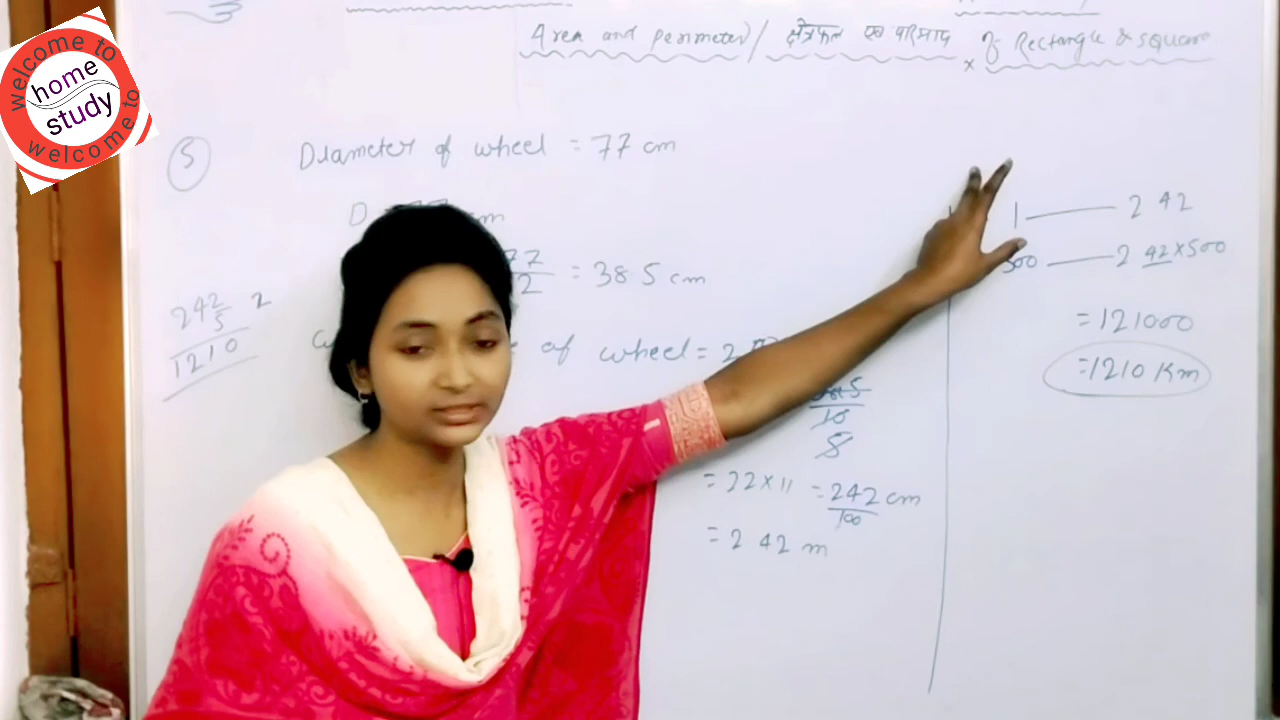 welcome to
home
study
welcome to
Area and perimeter / क्षेत्रफल एवं परिमाप of Rectangle & square
5
Diameter of wheel = 77 cm
D cm
= 38 5 cm
of wheel =
= 22 x 11 = 242 cm
100
= 2 42 m
242 2
5
1210
1 — 2 42
500 — 2 42 x 500
= 121000
= 1210 Km